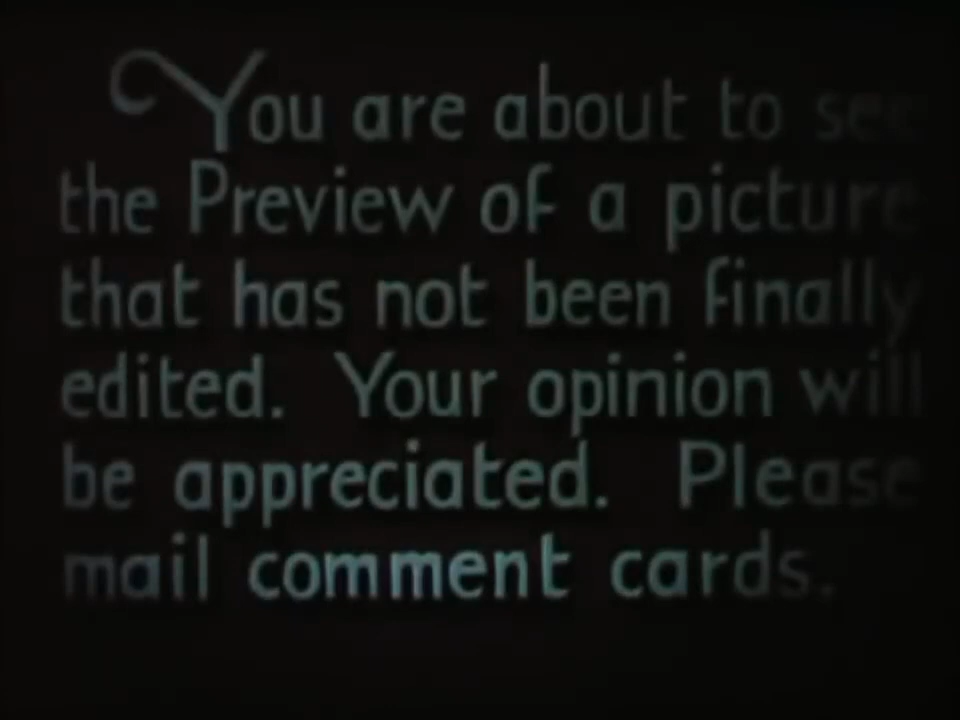 You are about to see
the Preview of a picture
that has not been finally
edited. Your opinion will
be appreciated. Please
mail comment cards.